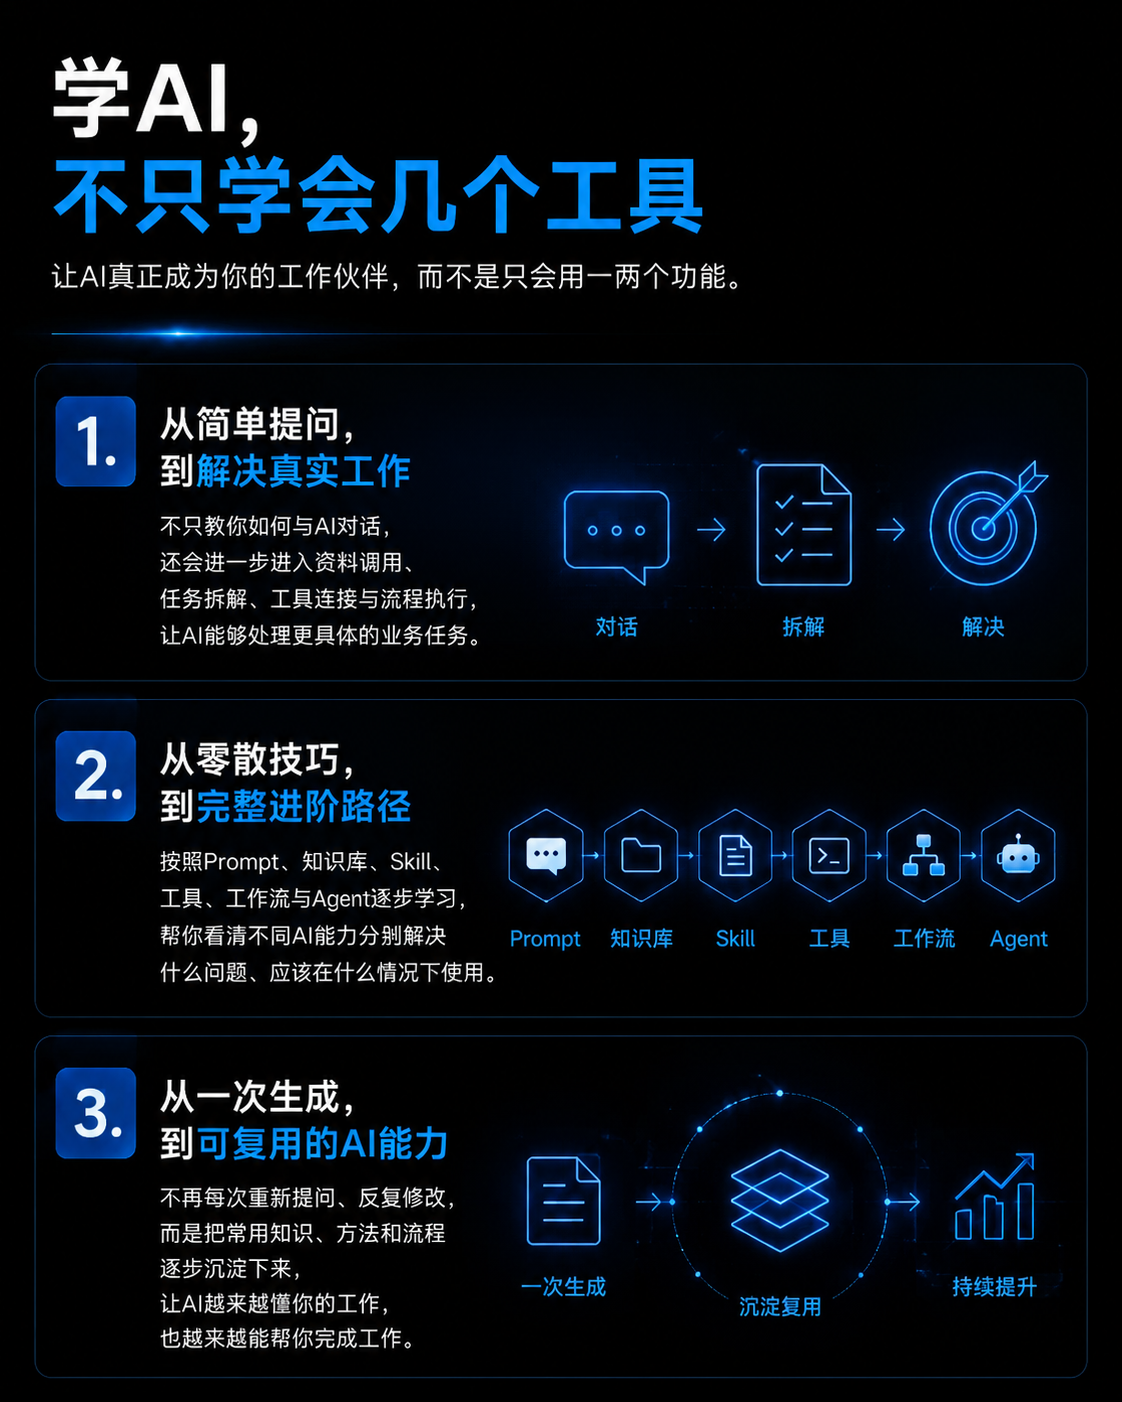 学AI,
不只学会几个工具
让AI真正成为你的工作伙伴，而不是只会用一两个功能。
1.
从简单提问，
到解决真实工作
不只教你如何与AI对话，
还会进一步进入资料调用、
任务拆解、工具连接与流程执行，
让AI能够处理更具体的业务任务。
对话
拆解
解决
2.
从零散技巧，
到完整进阶路径
按照Prompt、知识库、Skill、
工具、工作流与Agent逐步学习，
帮你看清不同AI能力分别解决
什么问题、应该在什么情况下使用。
Prompt
知识库
Skill
工具
工作流
Agent
3.
从一次生成，
到可复用的AI能力
不再每次重新提问、反复修改，
而是把常用知识、方法和流程
逐步沉淀下来，
让AI越来越懂你的工作，
也越来越能帮你完成工作。
一次生成
沉淀复用
持续提升